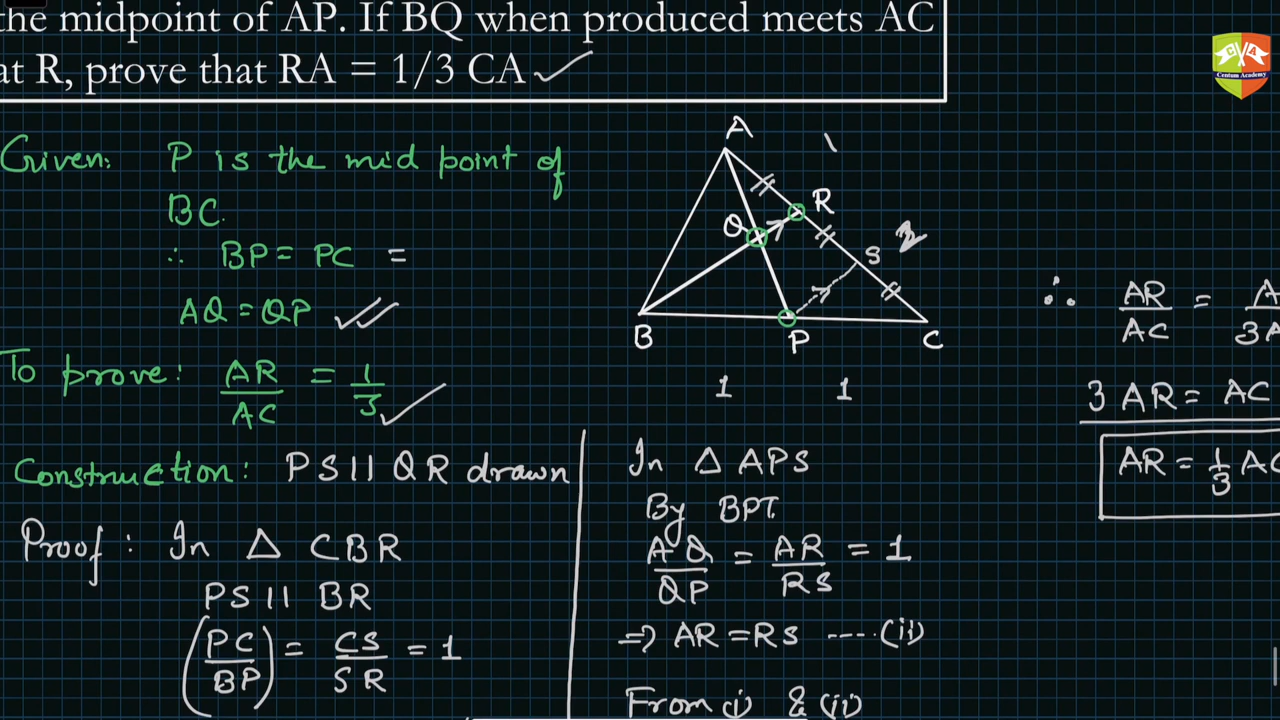 the midpoint of AP. If BQ when produced meets AC
at R, prove that RA = 1/3 CA ✓
C A
Centum Academy
Given: P is the mid point of
BC.
∴ BP = PC =
AQ = QP ✓✓
To prove: AR/AC = 1/3 ✓
Construction: PS || QR drawn
Proof: In Δ CBR
PS || BR
(PC/BP) = CS/SR = 1
A
R
Q
S
2
B
P
C
1 1
In Δ APS
By BPT.
AQ/QP = AR/RS = 1
⇒ AR = RS ----(ii)
From (i) & (ii)
∴ AR/AC = A/3A
3 AR = AC
AR = 1/3 AC